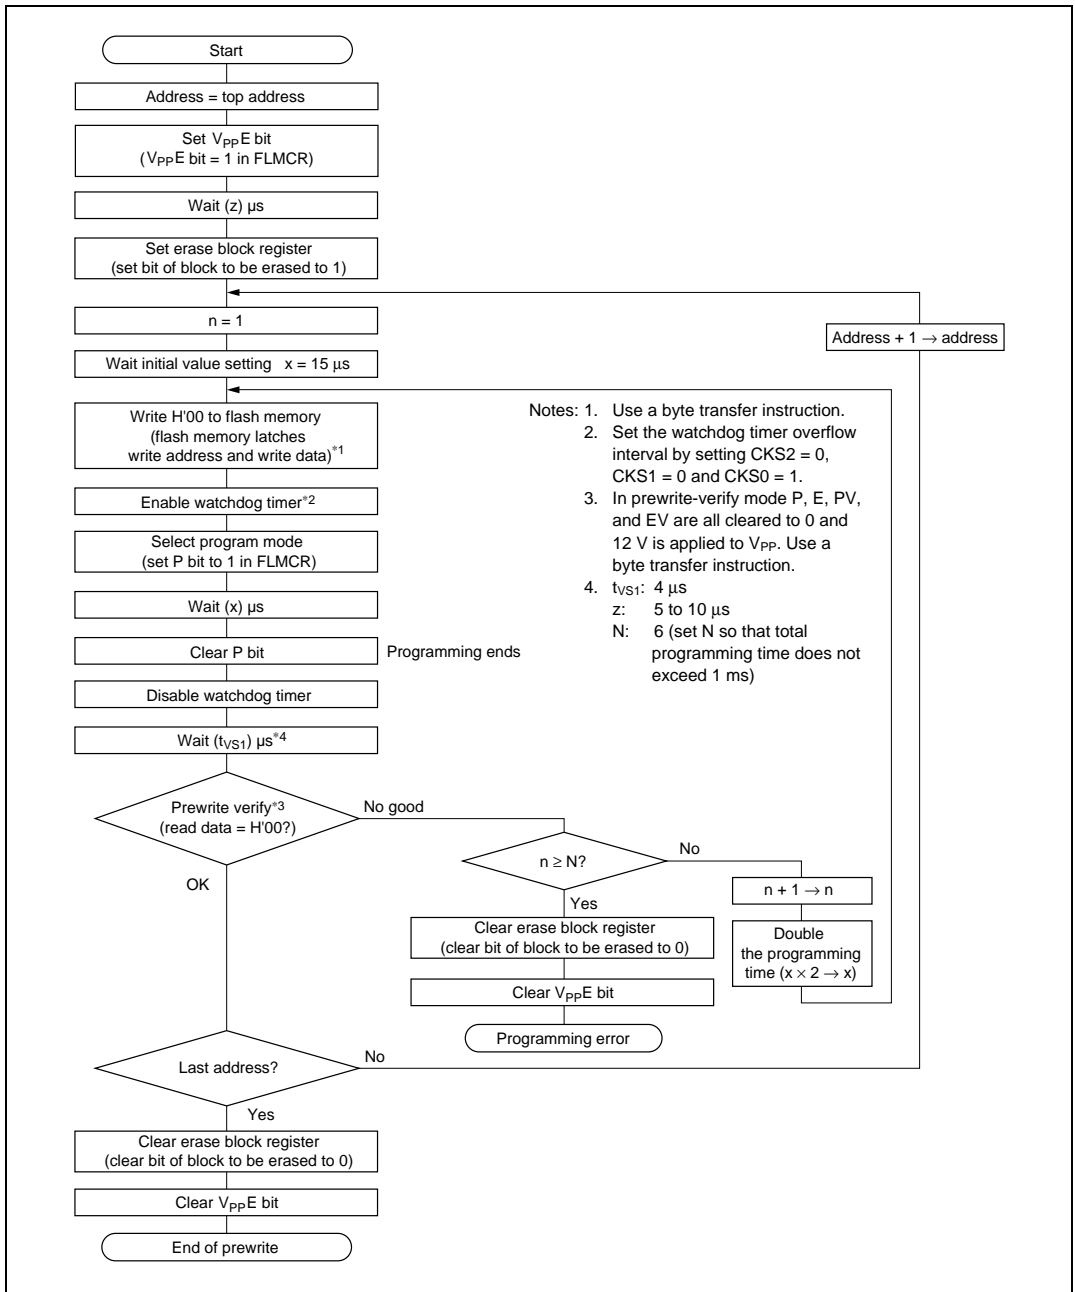 Start
Address = top address
Set VPPE bit
(VPPE bit = 1 in FLMCR)
Wait (z) µs
Set erase block register
(set bit of block to be erased to 1)
n = 1
Wait initial value setting x = 15 µs
Write H'00 to flash memory
(flash memory latches
write address and write data)*1
Enable watchdog timer*2
Select program mode
(set P bit to 1 in FLMCR)
Wait (x) µs
Clear P bit
Programming ends
Disable watchdog timer
Wait (tVS1) µs*4
Prewrite verify*3
(read data = H'00?)
No good
OK
n ≥ N?
No
Yes
n + 1 → n
Double
the programming
time (x × 2 → x)
Clear erase block register
(clear bit of block to be erased to 0)
Clear VPPE bit
Programming error
Address + 1 → address
Notes: 1. Use a byte transfer instruction.
2. Set the watchdog timer overflow
interval by setting CKS2 = 0,
CKS1 = 0 and CKS0 = 1.
3. In prewrite-verify mode P, E, PV,
and EV are all cleared to 0 and
12 V is applied to VPP. Use a
byte transfer instruction.
4. tVS1: 4 µs
z: 5 to 10 µs
N: 6 (set N so that total
programming time does not
exceed 1 ms)
Last address?
No
Yes
Clear erase block register
(clear bit of block to be erased to 0)
Clear VPPE bit
End of prewrite